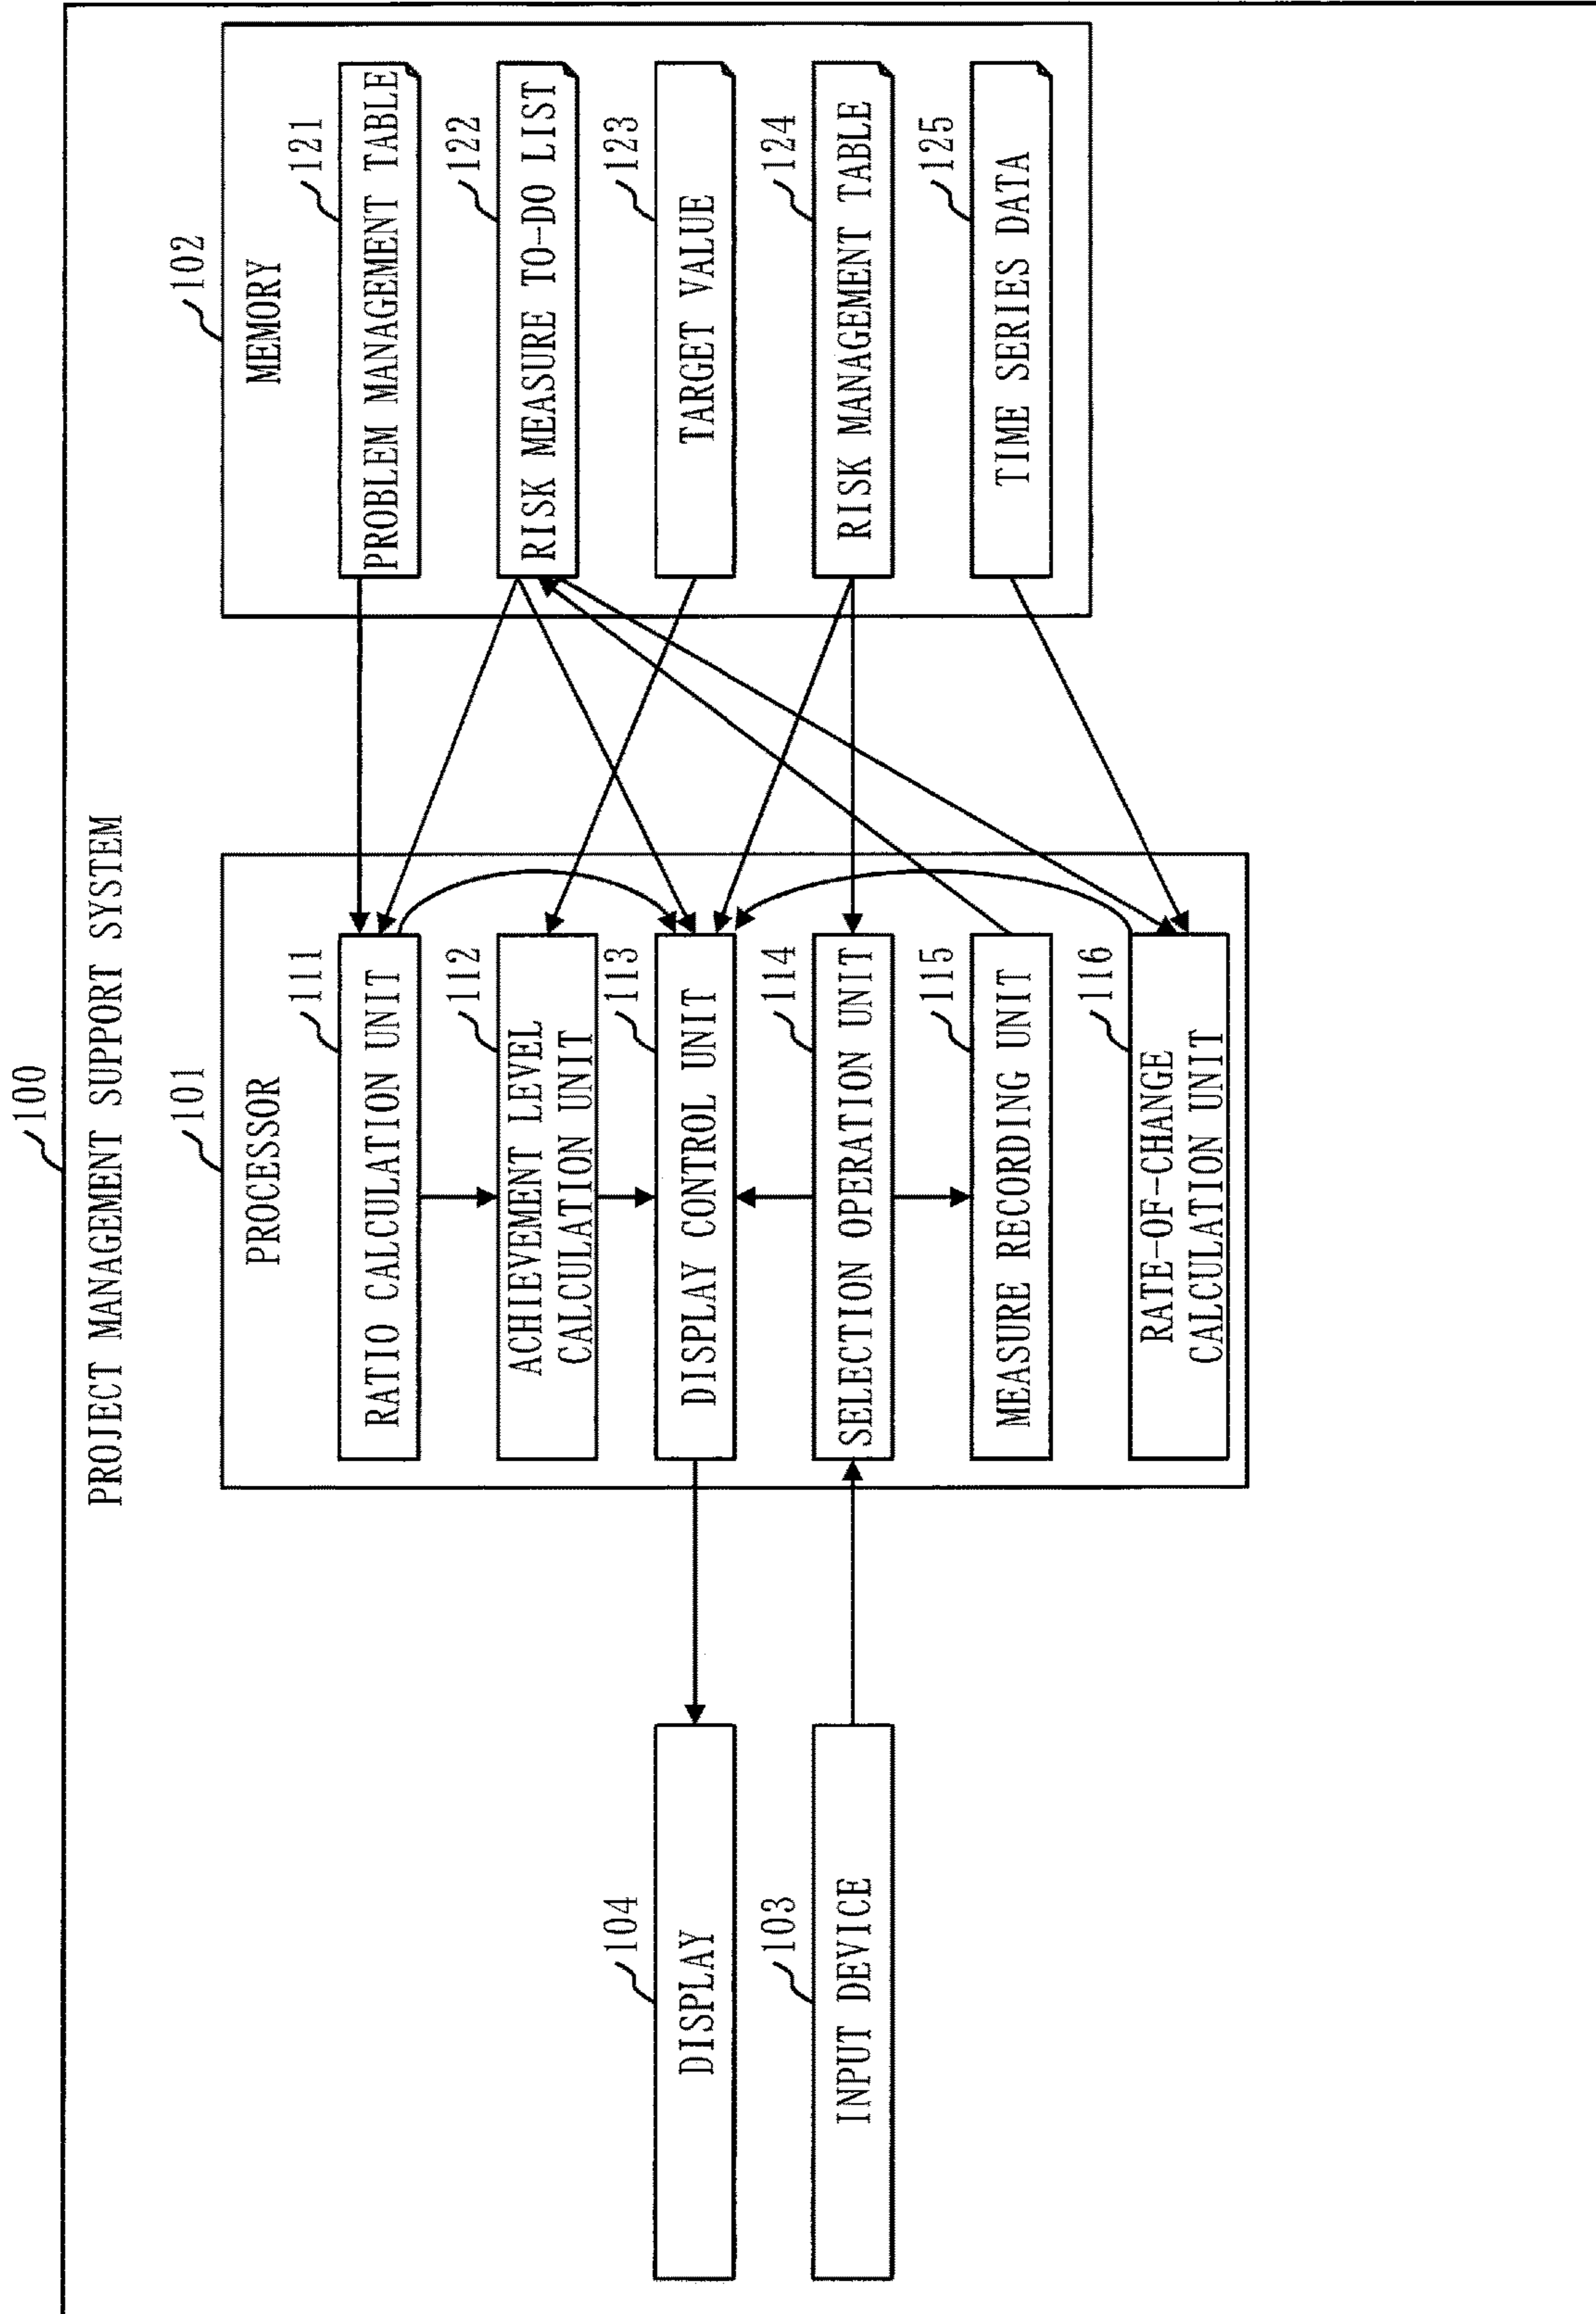 100
PROJECT MANAGEMENT SUPPORT SYSTEM
101
PROCESSOR
111
RATIO CALCULATION UNIT
112
ACHIEVEMENT LEVEL
CALCULATION UNIT
113
DISPLAY CONTROL UNIT
114
SELECTION OPERATION UNIT
115
MEASURE RECORDING UNIT
116
RATE-OF-CHANGE
CALCULATION UNIT
102
MEMORY
121
PROBLEM MANAGEMENT TABLE
122
RISK MEASURE TO-DO LIST
123
TARGET VALUE
124
RISK MANAGEMENT TABLE
125
TIME SERIES DATA
104
DISPLAY
103
INPUT DEVICE